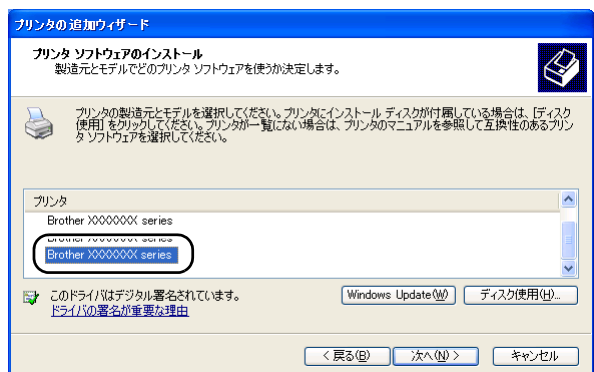 プリンタの追加ウィザード
プリンタ ソフトウェアのインストール
製造元とモデルでどのプリンタ ソフトウェアを使うか決定します。
プリンタの製造元とモデルを選択してください。プリンタにインストール ディスクが付属している場合は、[ディスク
使用] をクリックしてください。プリンタが一覧にない場合は、プリンタのマニュアルを参照して互換性のあるプリン
タ ソフトウェアを選択してください。
プリンタ
Brother XXXXXXX series
Brother XXXXXXX series
Brother XXXXXXX series
このドライバはデジタル署名されています。
ドライバの署名が重要な理由
Windows Update(W)
ディスク使用(H)...
< 戻る(B)
次へ(N) >
キャンセル